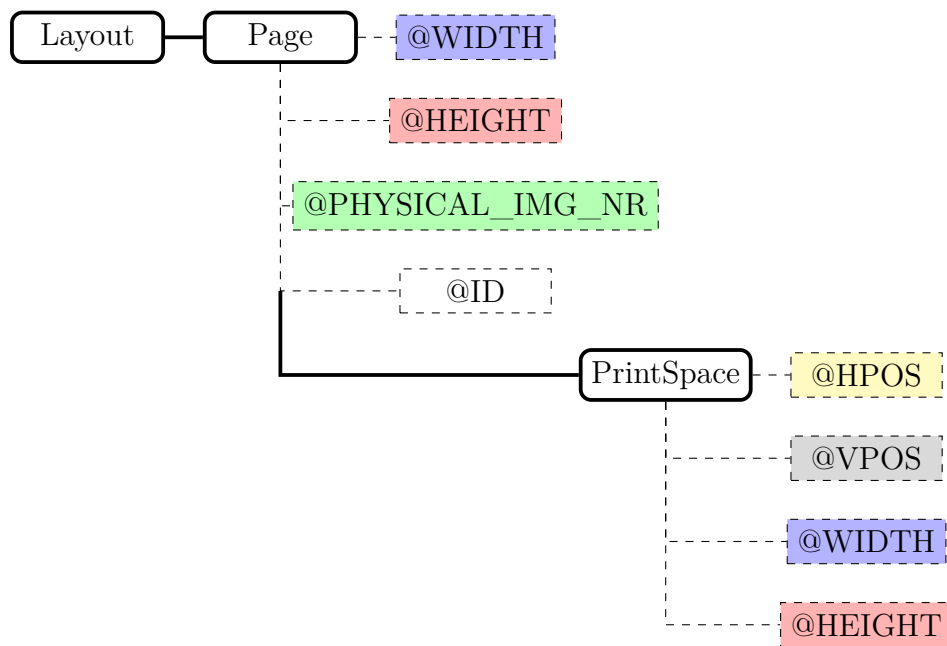 Layout Page @WIDTH
@HEIGHT
@PHYSICAL_IMG_NR
@ID
PrintSpace @HPOS
@VPOS
@WIDTH
@HEIGHT